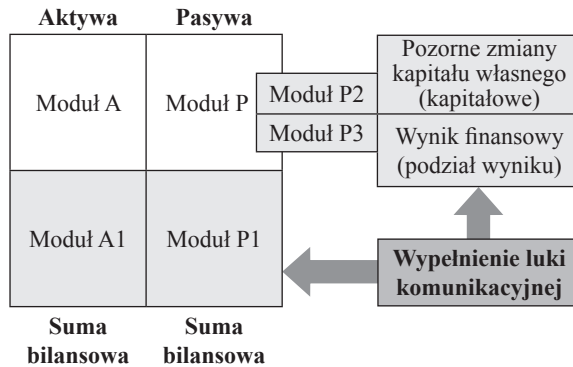 Aktywa
Pasywa
Moduł A
Moduł P
Moduł P2
Moduł P3
Pozorne zmiany
kapitału własnego
(kapitałowe)
Wynik finansowy
(podział wyniku)
Moduł A1
Moduł P1
Wypełnienie luki
komunikacyjnej
Suma
bilansowa
Suma
bilansowa